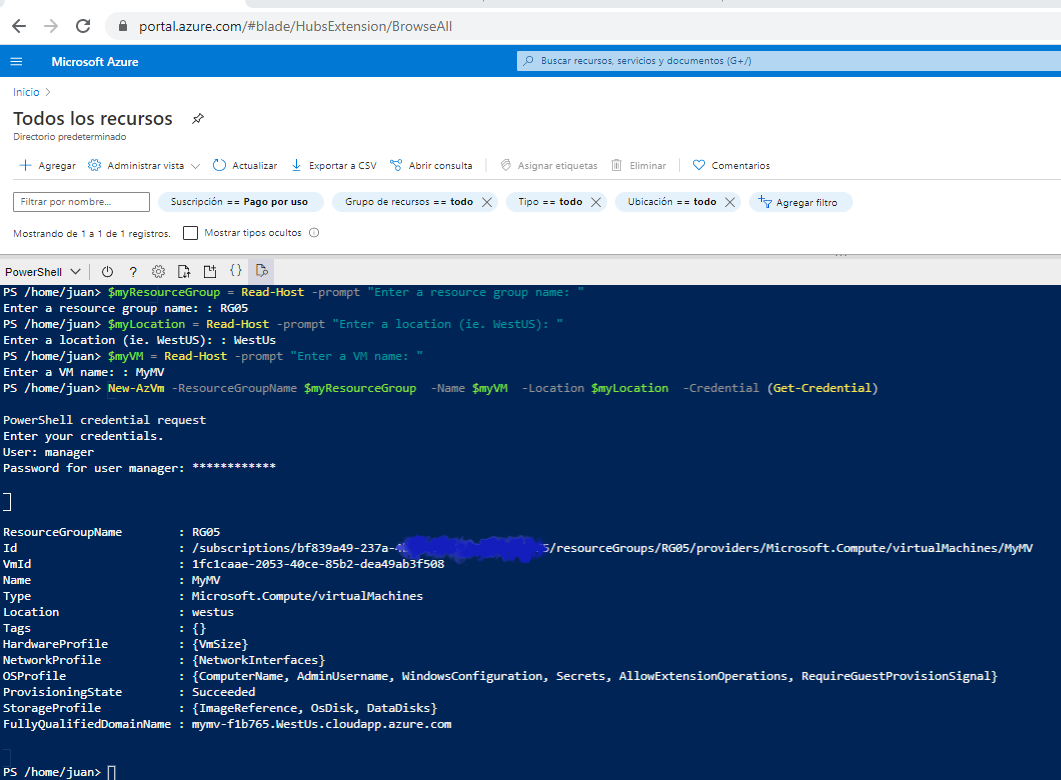 portal.azure.com/#blade/HubsExtension/BrowseAll
Microsoft Azure
Buscar recursos, servicios y documentos (G+/)
Inicio >
Todos los recursos
Directorio predeterminado
Agregar Administrar vista Actualizar Exportar a CSV Abrir consulta Asignar etiquetas Eliminar Comentarios
Filtrar por nombre... Suscripción == Pago por uso Grupo de recursos == todo Tipo == todo Ubicación == todo Agregar filtro
Mostrando de 1 a 1 de 1 registros. Mostrar tipos ocultos
PowerShell ? {}
PS /home/juan> $myResourceGroup = Read-Host -prompt "Enter a resource group name: "
Enter a resource group name: : RG05
PS /home/juan> $myLocation = Read-Host -prompt "Enter a location (ie. WestUS): "
Enter a location (ie. WestUS): : WestUs
PS /home/juan> $myVM = Read-Host -prompt "Enter a VM name: "
Enter a VM name: : MyMV
PS /home/juan> New-AzVm -ResourceGroupName $myResourceGroup -Name $myVM -Location $myLocation -Credential (Get-Credential)
PowerShell credential request
Enter your credentials.
User: manager
Password for user manager: ************
ResourceGroupName : RG05
Id : /subscriptions/bf839a49-237a-4 5/resourceGroups/RG05/providers/Microsoft.Compute/virtualMachines/MyMV
VmId : 1fc1caae-2053-40ce-85b2-dea49ab3f508
Name : MyMV
Type : Microsoft.Compute/virtualMachines
Location : westus
Tags : {}
HardwareProfile : {VmSize}
NetworkProfile : {NetworkInterfaces}
OSProfile : {ComputerName, AdminUsername, WindowsConfiguration, Secrets, AllowExtensionOperations, RequireGuestProvisionSignal}
ProvisioningState : Succeeded
StorageProfile : {ImageReference, OsDisk, DataDisks}
FullyQualifiedDomainName : mymv-f1b765.WestUs.cloudapp.azure.com
PS /home/juan>